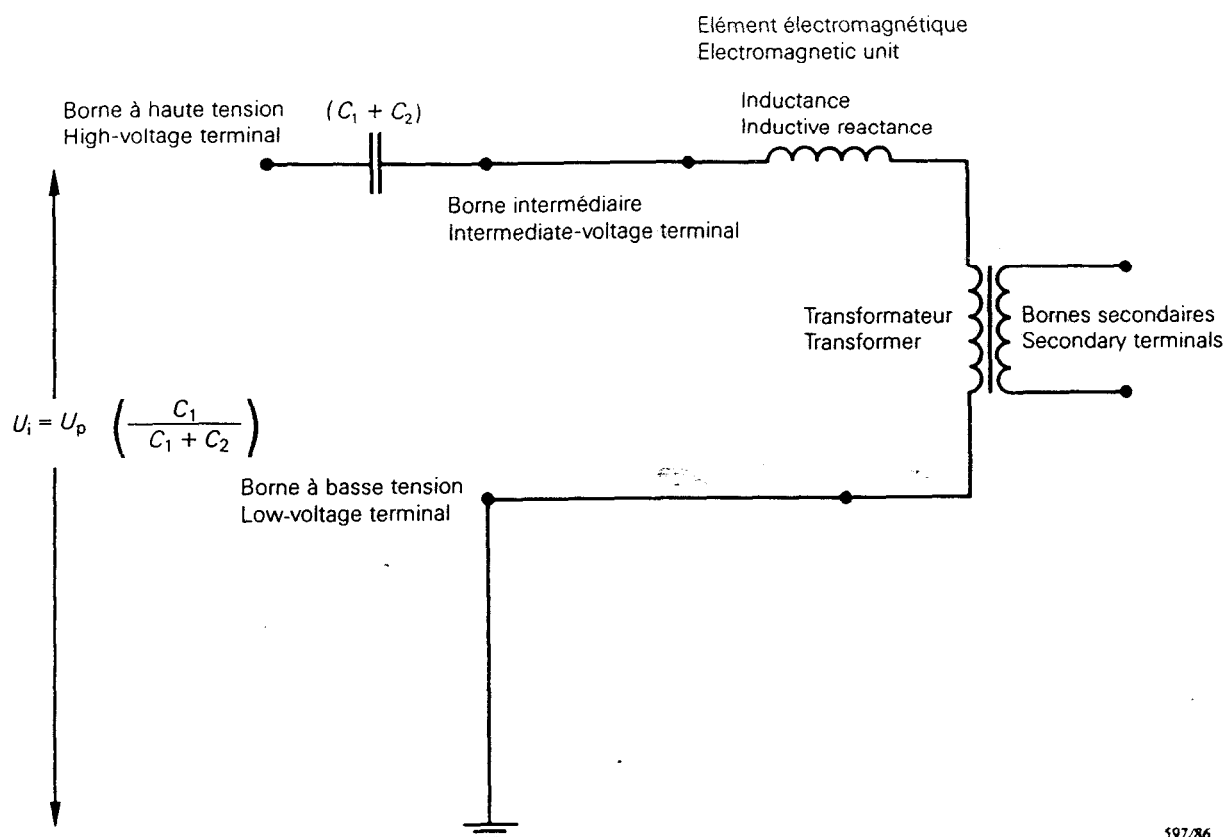 Elément électromagnétique
Electromagnetic unit
Borne à haute tension
High-voltage terminal
(C₁ + C₂)
Inductance
Inductive reactance
Borne intermédiaire
Intermediate-voltage terminal
Transformateur
Transformer
Bornes secondaires
Secondary terminals
Uᵢ = Uₚ (C₁ / C₁ + C₂)
Borne à basse tension
Low-voltage terminal
597/86